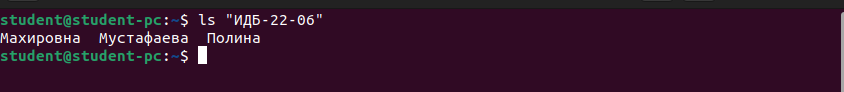 student@student-pc:~$ ls "ИДБ-22-06"
Махировна  Мустафаева  Полина
student@student-pc:~$